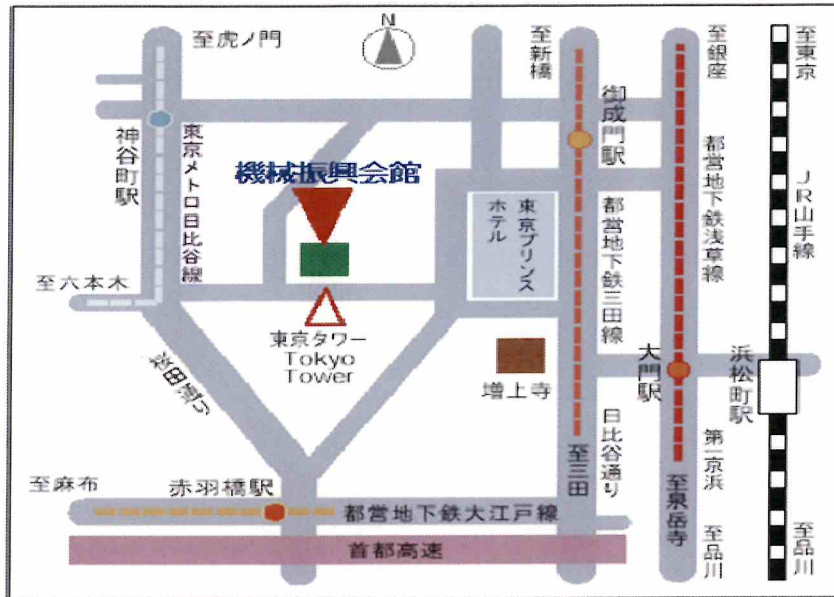 N
至虎ノ門
至新橋
至銀座
至東京
御成門駅
神谷町駅
東京メトロ日比谷線
機械振興会館
東京プリンス
ホテル
都営地下鉄三田線
都営地下鉄浅草線
JR山手線
至六本木
東京タワー
Tokyo
Tower
桜田通り
増上寺
大門駅
浜松町駅
日比谷通り
第一京浜
至三田
至泉岳寺
至品川
至品川
至麻布
赤羽橋駅
都営地下鉄大江戸線
首都高速